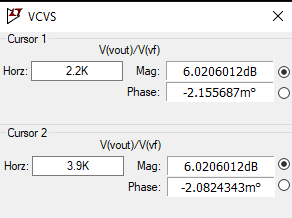 VCVS
Cursor 1
V(vout)/V(vf)
Horz: 2.2K Mag: 6.0206012dB
Phase: -2.155687m°
Cursor 2
V(vout)/V(vf)
Horz: 3.9K Mag: 6.0206012dB
Phase: -2.0824343m°